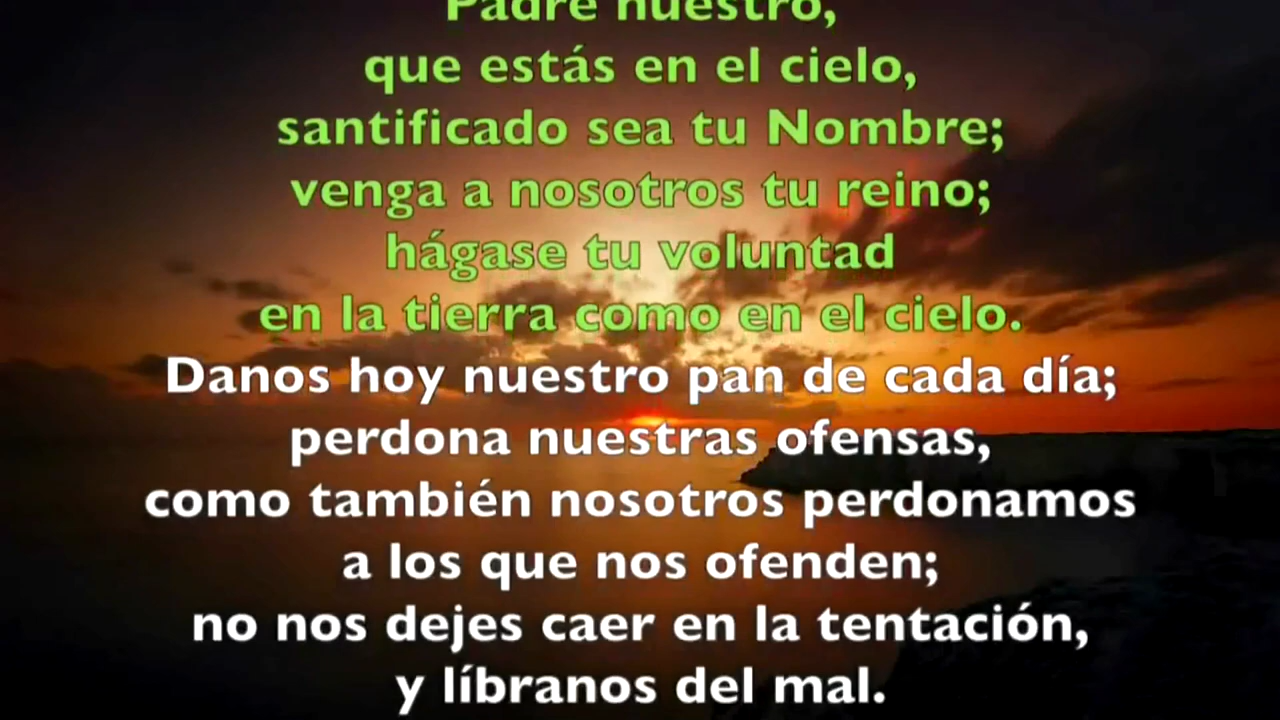 Padre nuestro,
que estás en el cielo,
santificado sea tu Nombre;
venga a nosotros tu reino;
hágase tu voluntad
en la tierra como en el cielo.
Danos hoy nuestro pan de cada día;
perdona nuestras ofensas,
como también nosotros perdonamos
a los que nos ofenden;
no nos dejes caer en la tentación,
y líbranos del mal.